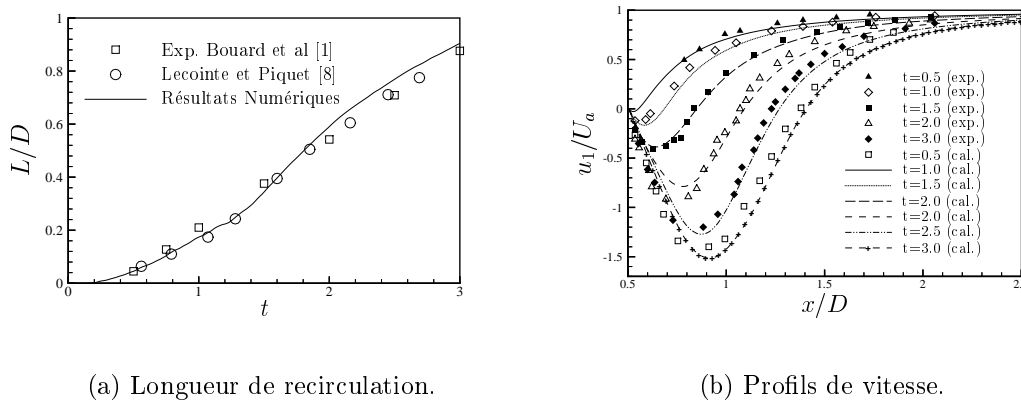 1
0.8
0.6
0.4
0.2
0
L/D
Exp. Bouard et al [1]
Lecointe et Piquet [8]
Résultats Numériques
0
1
2
3
t
1
0.5
0
-0.5
-1
-1.5
u₁/Uₐ
t=0.5 (exp.)
t=1.0 (exp.)
t=1.5 (exp.)
t=2.0 (exp.)
t=3.0 (exp.)
t=0.5 (cal.)
t=1.0 (cal.)
t=1.5 (cal.)
t=2.0 (cal.)
t=2.0 (cal.)
t=2.5 (cal.)
t=3.0 (cal.)
0.5
1
1.5
2
2.5
x/D
(a) Longueur de recirculation.
(b) Profils de vitesse.